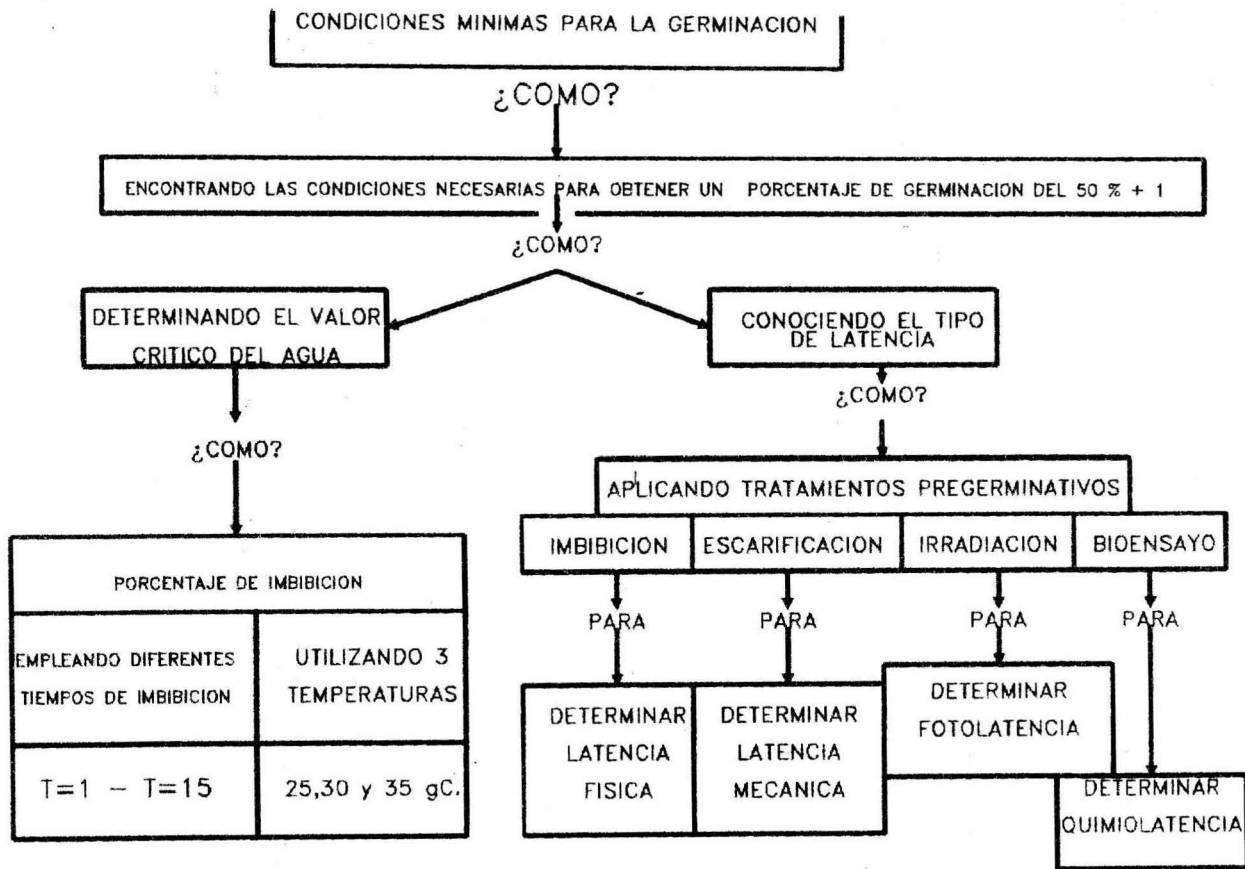 CONDICIONES MINIMAS PARA LA GERMINACION
¿COMO?
ENCONTRANDO LAS CONDICIONES NECESARIAS PARA OBTENER UN PORCENTAJE DE GERMINACION DEL 50 % + 1
¿COMO?
DETERMINANDO EL VALOR
CRITICO DEL AGUA
¿COMO?
PORCENTAJE DE IMBIBICION
EMPLEANDO DIFERENTES
TIEMPOS DE IMBIBICION
UTILIZANDO 3
TEMPERATURAS
T=1 – T=15
25,30 y 35 gC.
CONOCIENDO EL TIPO
DE LATENCIA
¿COMO?
APLICANDO TRATAMIENTOS PREGERMINATIVOS
IMBIBICION
ESCARIFICACION
IRRADIACION
BIOENSAYO
PARA
PARA
PARA
PARA
DETERMINAR
LATENCIA
FISICA
DETERMINAR
LATENCIA
MECANICA
DETERMINAR
FOTOLATENCIA
DETERMINAR
QUIMIOLATENCIA